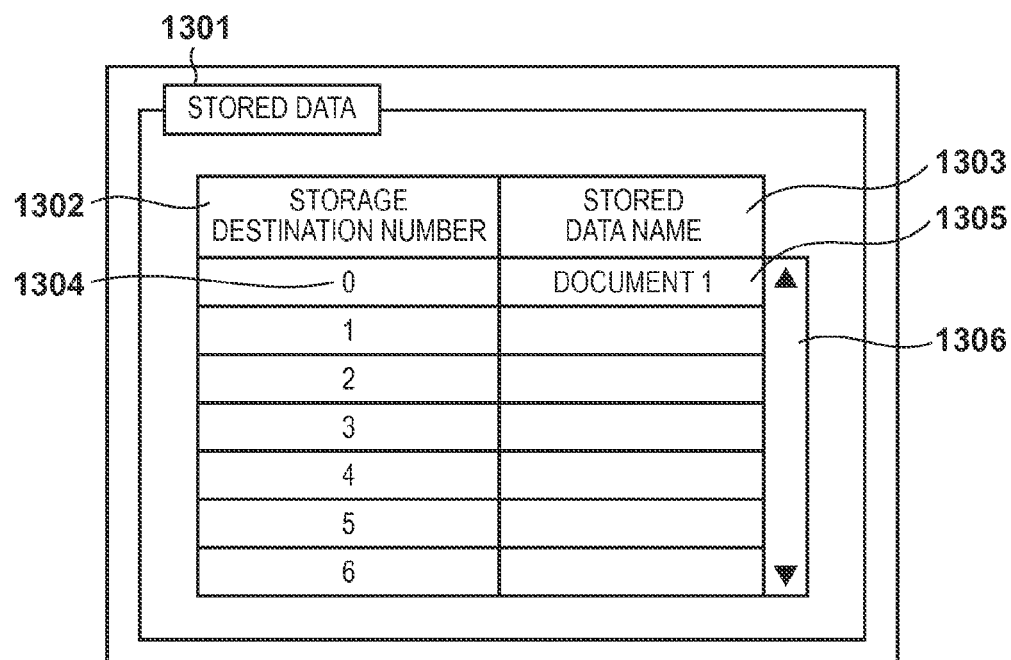 1301
STORED DATA
1302
STORAGE
DESTINATION NUMBER
STORED
DATA NAME
1303
1304
0
DOCUMENT 1
1305
1
1306
2
3
4
5
6